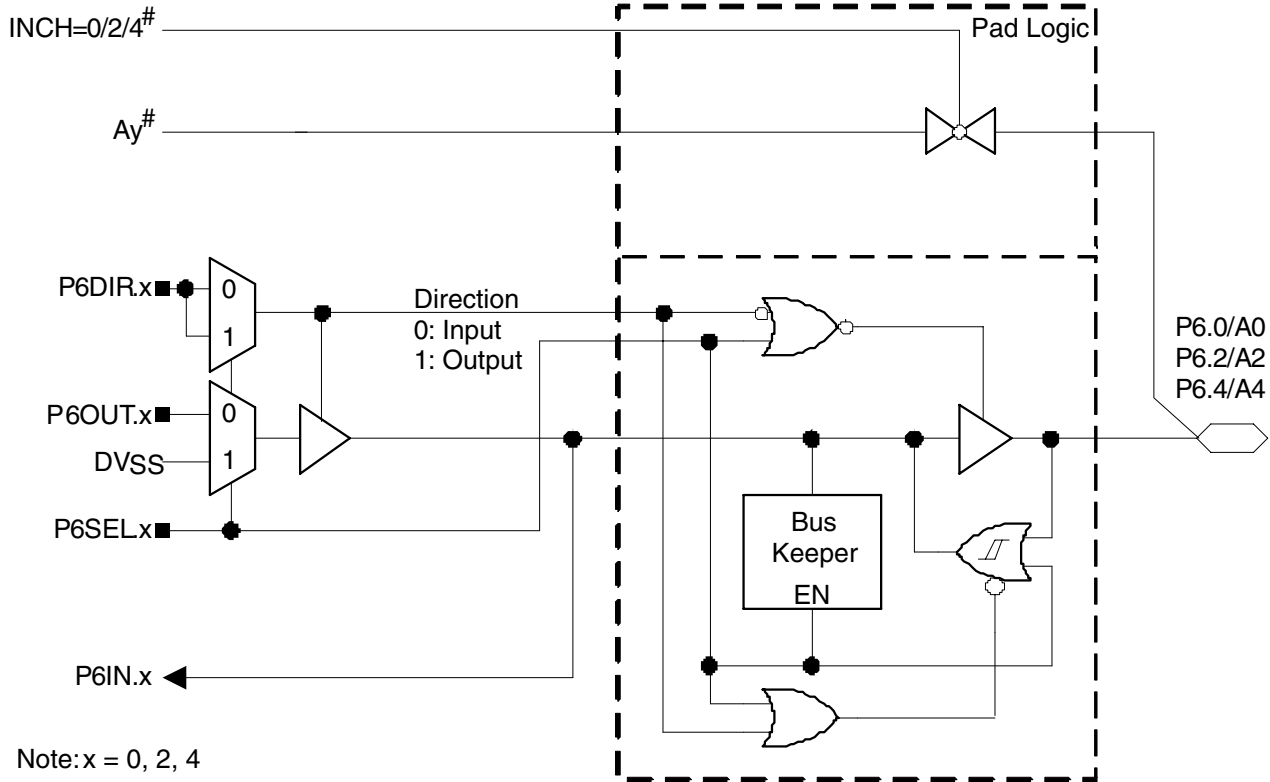 INCH=0/2/4#
Pad Logic
Ay#
P6DIR.x
0
1
Direction
0: Input
1: Output
P6.0/A0
P6.2/A2
P6.4/A4
P6OUT.x
0
DVSS
1
P6SEL.x
Bus
Keeper
EN
P6IN.x
Note: x = 0, 2, 4